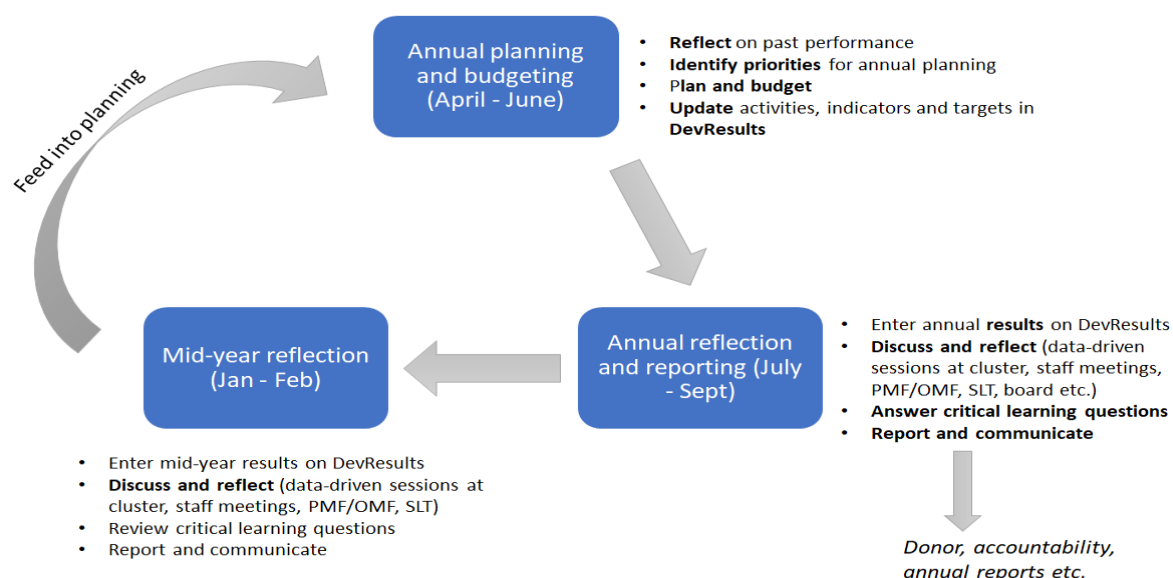 Annual planning
and budgeting
(April - June)
• Reflect on past performance
• Identify priorities for annual planning
• Plan and budget
• Update activities, indicators and targets in
DevResults
Feed into planning
Annual reflection
and reporting (July
- Sept)
• Enter annual results on DevResults
• Discuss and reflect (data-driven
sessions at cluster, staff meetings,
PMF/OMF, SLT, board etc.)
• Answer critical learning questions
• Report and communicate
Donor, accountability,
annual reports etc.
Mid-year reflection
(Jan - Feb)
• Enter mid-year results on DevResults
• Discuss and reflect (data-driven sessions at
cluster, staff meetings, PMF/OMF, SLT)
• Review critical learning questions
• Report and communicate